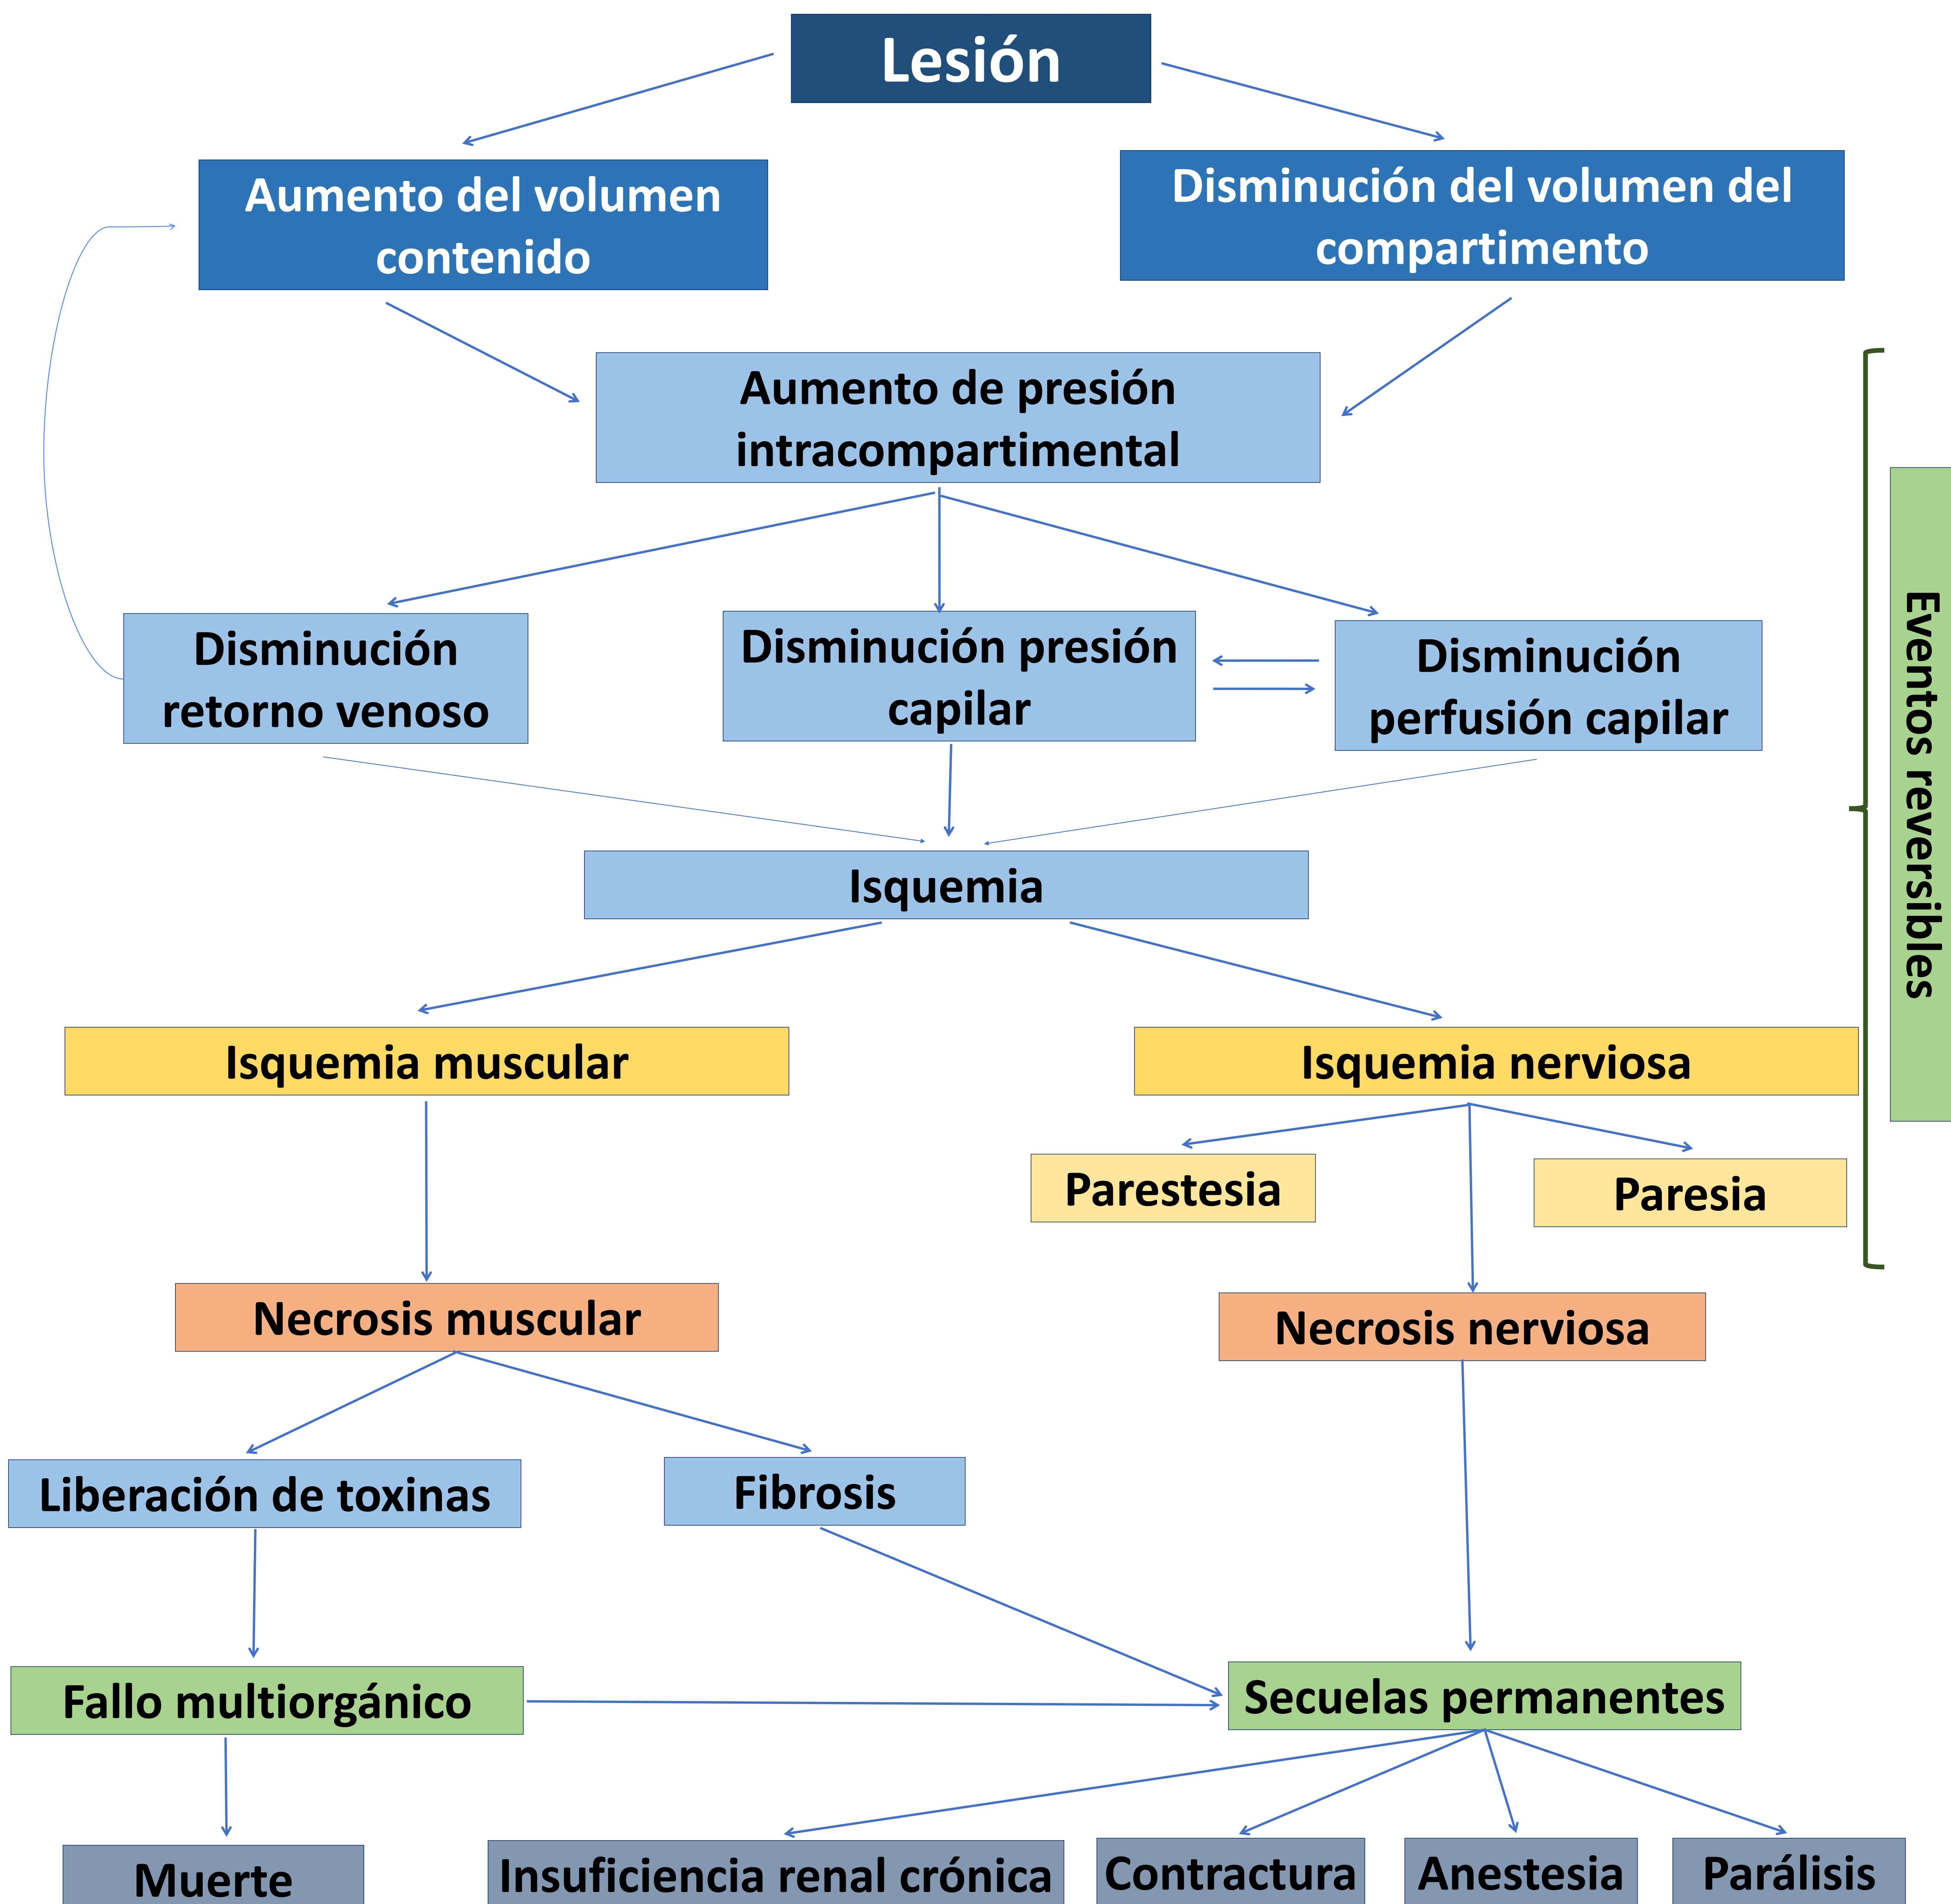 Lesión
Aumento del volumen
contenido
Disminución del volumen del
compartimento
Aumento de presión
intracompartimental
Disminución
retorno venoso
Disminución presión
capilar
Disminución
perfusión capilar
Eventos reversibles
Isquemia
Isquemia muscular
Isquemia nerviosa
Parestesia
Paresia
Necrosis muscular
Necrosis nerviosa
Liberación de toxinas
Fibrosis
Fallo multiorgánico
Secuelas permanentes
Muerte
Insuficiencia renal crónica
Contractura
Anestesia
Parálisis